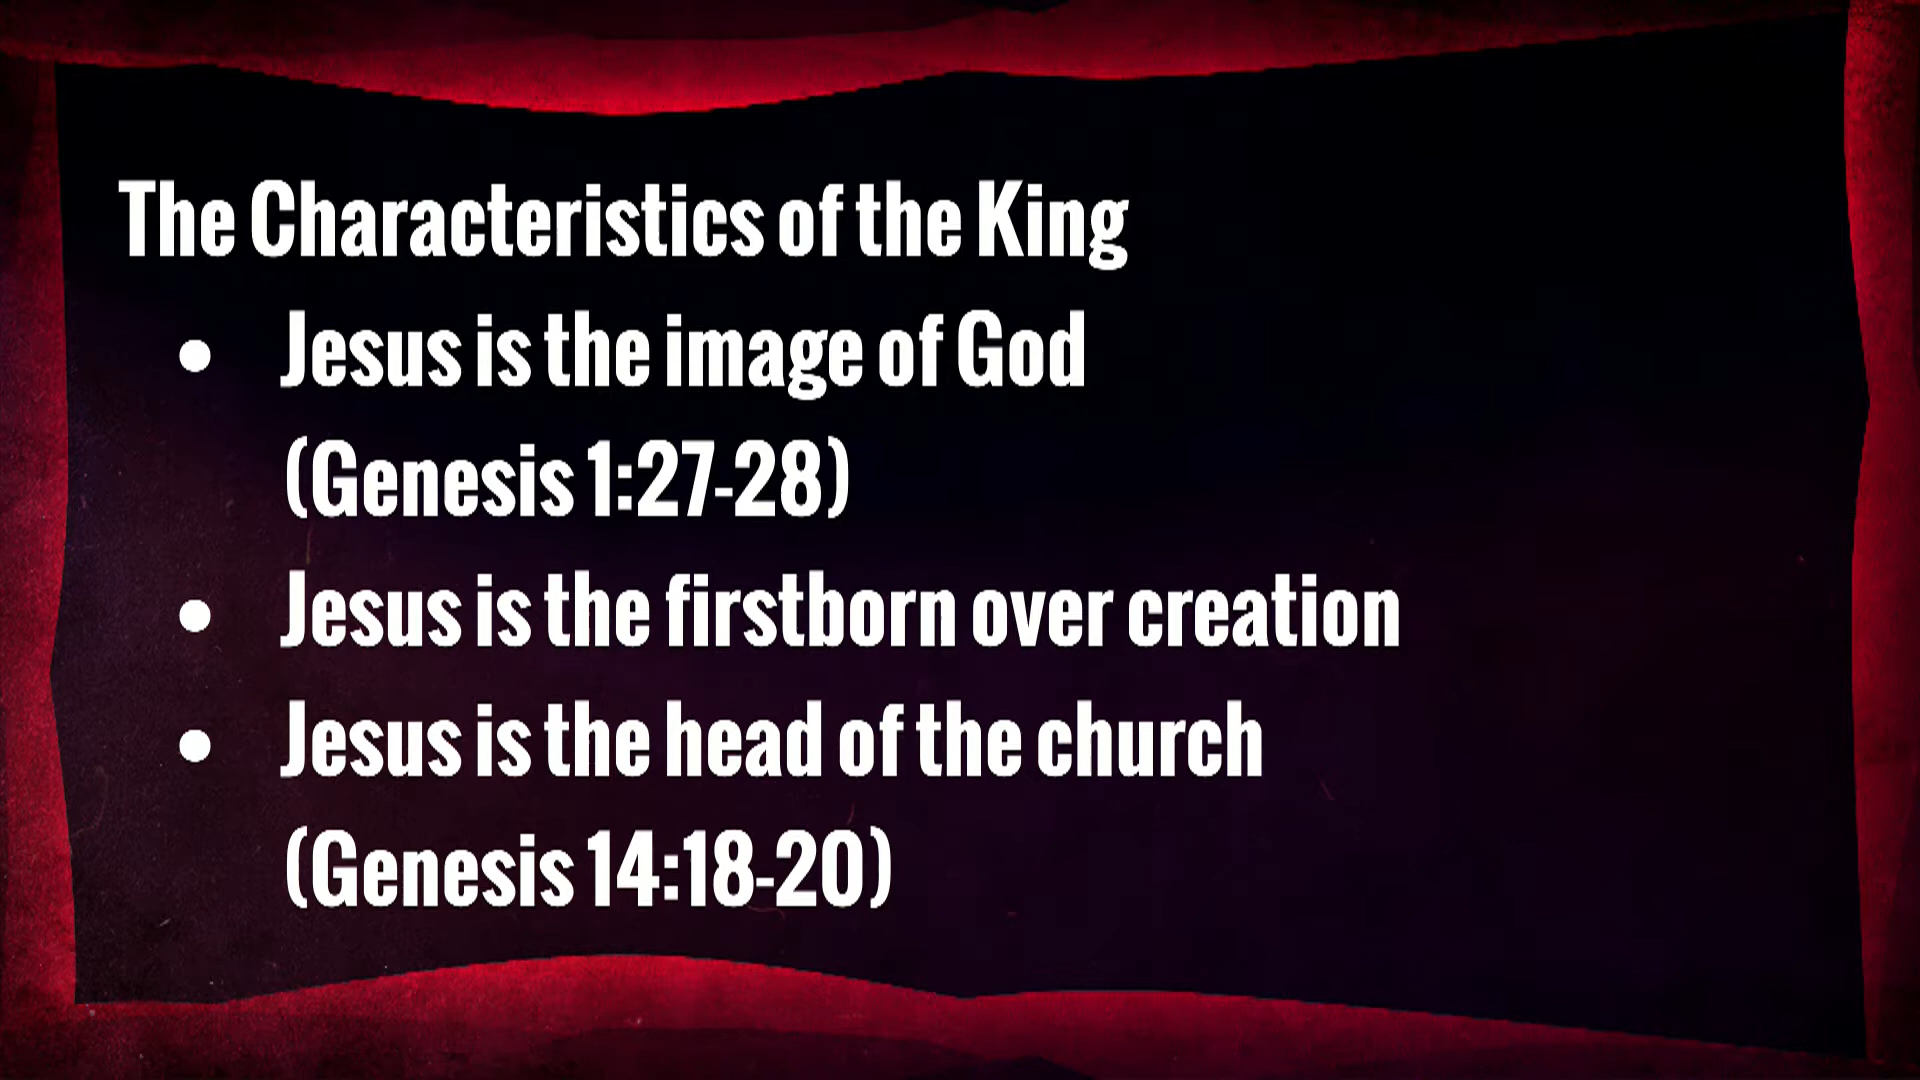 The Characteristics of the King
• Jesus is the image of God
(Genesis 1:27-28)
• Jesus is the firstborn over creation
• Jesus is the head of the church
(Genesis 14:18-20)